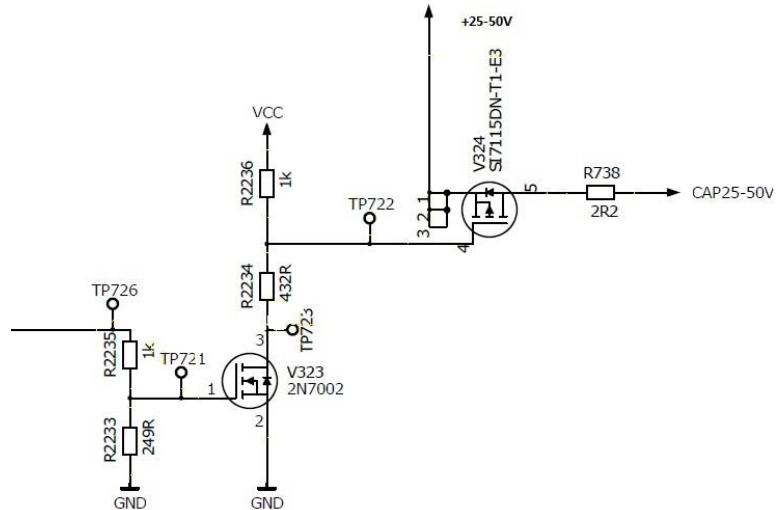 +25-50V
VCC
V324
SI7115DN-T1-E3
R2236
1k
R738
2R2
CAP25-50V
TP722
1
2
3
4
5
R2234
432R
TP726
TP723
3
R2235
1k
TP721
1
V323
2N7002
2
R2233
249R
GND
GND